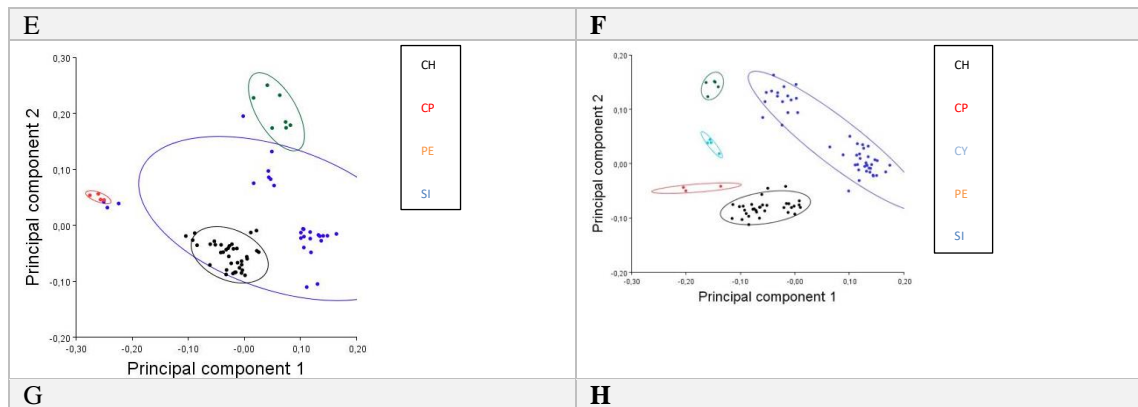 E
F
0,30
0,20
0,10
0,00
-0,10
-0,20
-0,30
-0,20
-0,10
-0,00
0,10
0,20
Principal component 2
Principal component 1
CH
CP
PE
SI
0,20
0,10
0,00
-0,10
-0,20
-0,30
-0,20
-0,10
-0,00
0,10
0,20
Principal component 2
Principal component 1
CH
CP
CY
PE
SI
G
H